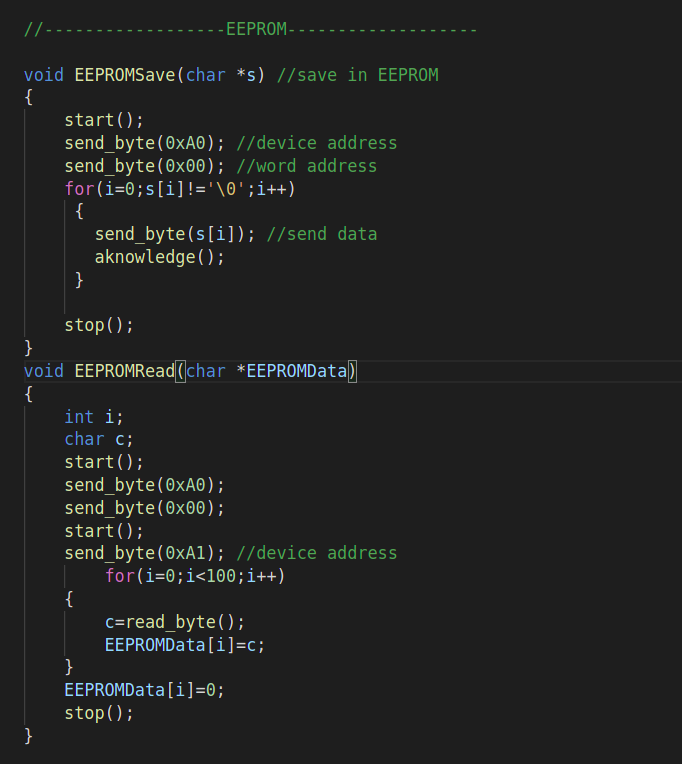 //------------------EEPROM-------------------
void EEPROMSave(char *s) //save in EEPROM
{
start();
send_byte(0xA0); //device address
send_byte(0x00); //word address
for(i=0;s[i]!='\0';i++)
{
send_byte(s[i]); //send data
aknowledge();
}
stop();
}
void EEPROMRead(char *EEPROMData)
{
int i;
char c;
start();
send_byte(0xA0);
send_byte(0x00);
start();
send_byte(0xA1); //device address
for(i=0;i<100;i++)
{
c=read_byte();
EEPROMData[i]=c;
}
EEPROMData[i]=0;
stop();
}